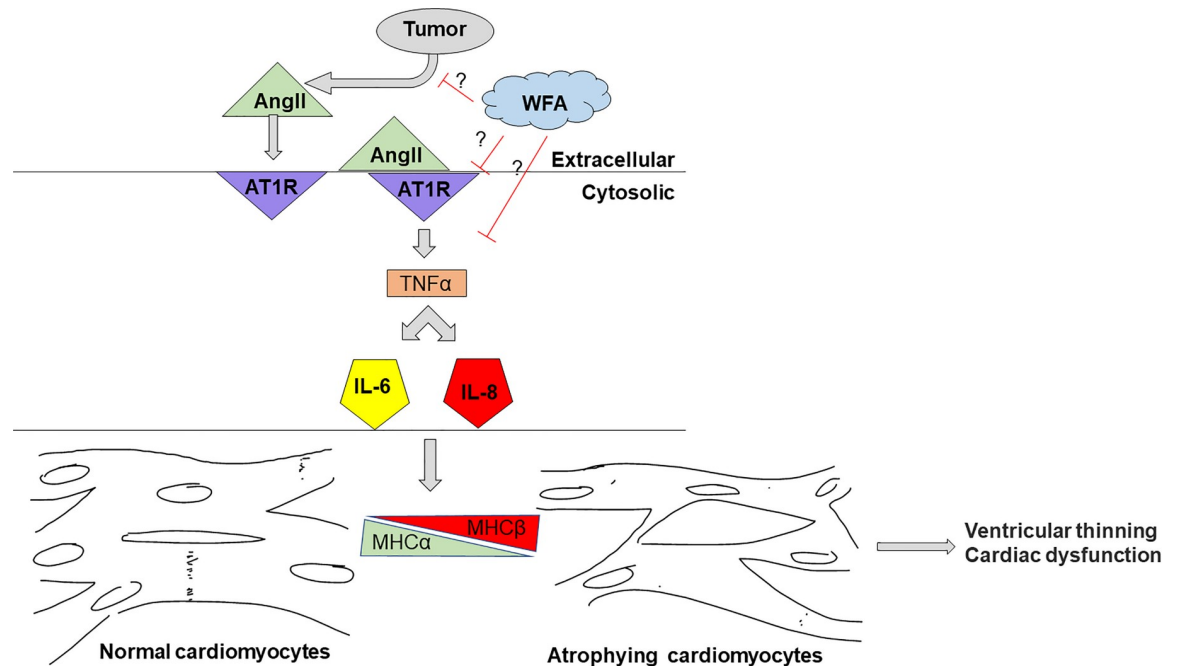 Tumor
?
AngII
WFA
?
AngII
?
Extracellular
AT1R
AT1R
Cytosolic
TNFα
IL-6
IL-8
MHCβ
MHCα
Ventricular thinning
Cardiac dysfunction
Normal cardiomyocytes
Atrophying cardiomyocytes